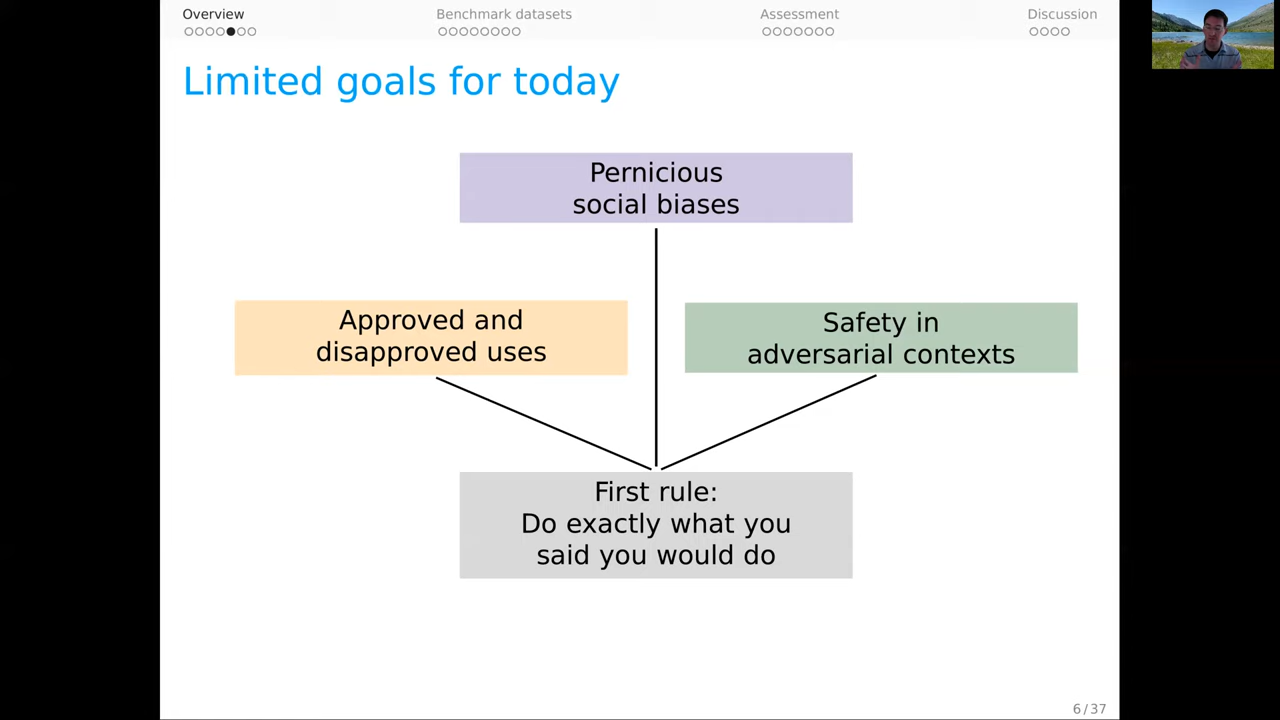 Overview Benchmark datasets Assessment Discussion
Limited goals for today
Pernicious
social biases
Approved and
disapproved uses
Safety in
adversarial contexts
First rule:
Do exactly what you
said you would do
6/37